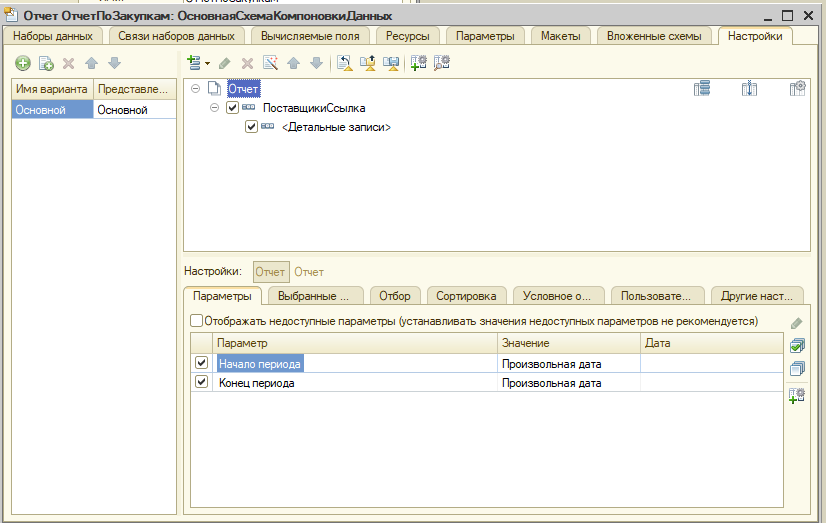 Отчет ОтчетПоЗакупкам: ОсновнаяСхемаКомпоновкиДанных
Наборы данных Связи наборов данных Вычисляемые поля Ресурсы Параметры Макеты Вложенные схемы Настройки
Имя варианта Представле...
Основной Основной
Отчет
ПоставщикиСсылка
<Детальные записи>
Настройки: Отчет Отчет
Параметры Выбранные ... Отбор Сортировка Условное о... Пользовате... Другие наст...
Отображать недоступные параметры (устанавливать значения недоступных параметров не рекомендуется)
Параметр Значение Дата
Начало периода Произвольная дата
Конец периода Произвольная дата